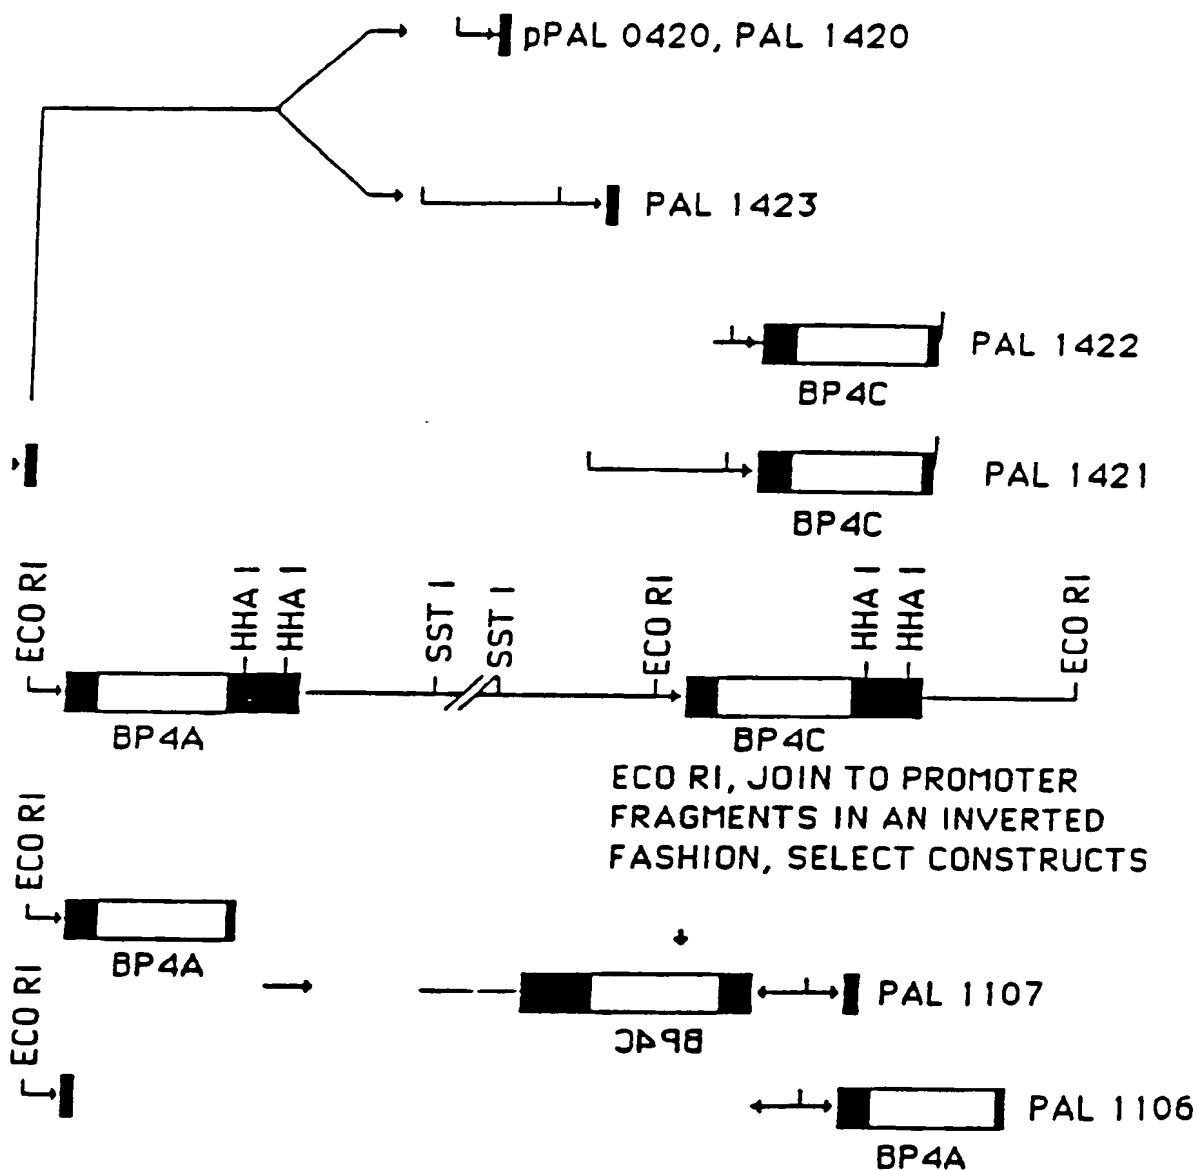 pPAL 0420, PAL 1420
PAL 1423
PAL 1422
BP4C
PAL 1421
BP4C
ECO RI
HHA I
HHA I
SST I
SST I
ECO RI
HHA I
HHA I
ECO RI
BP4A
BP4C
ECO RI, JOIN TO PROMOTER
FRAGMENTS IN AN INVERTED
FASHION, SELECT CONSTRUCTS
ECO RI
BP4A
ECO RI
PAL 1107
BP4C
PAL 1106
BP4A